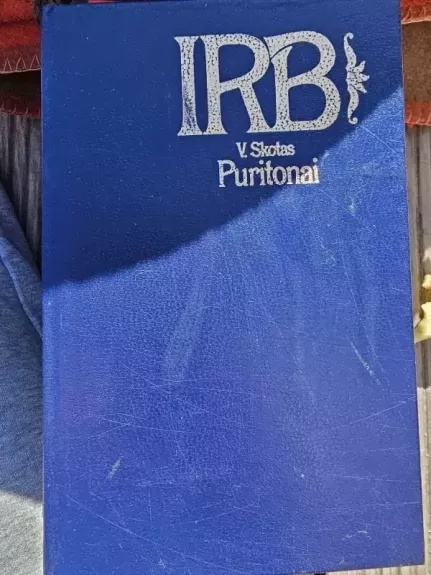 IRB
V. Skotas
Puritonai